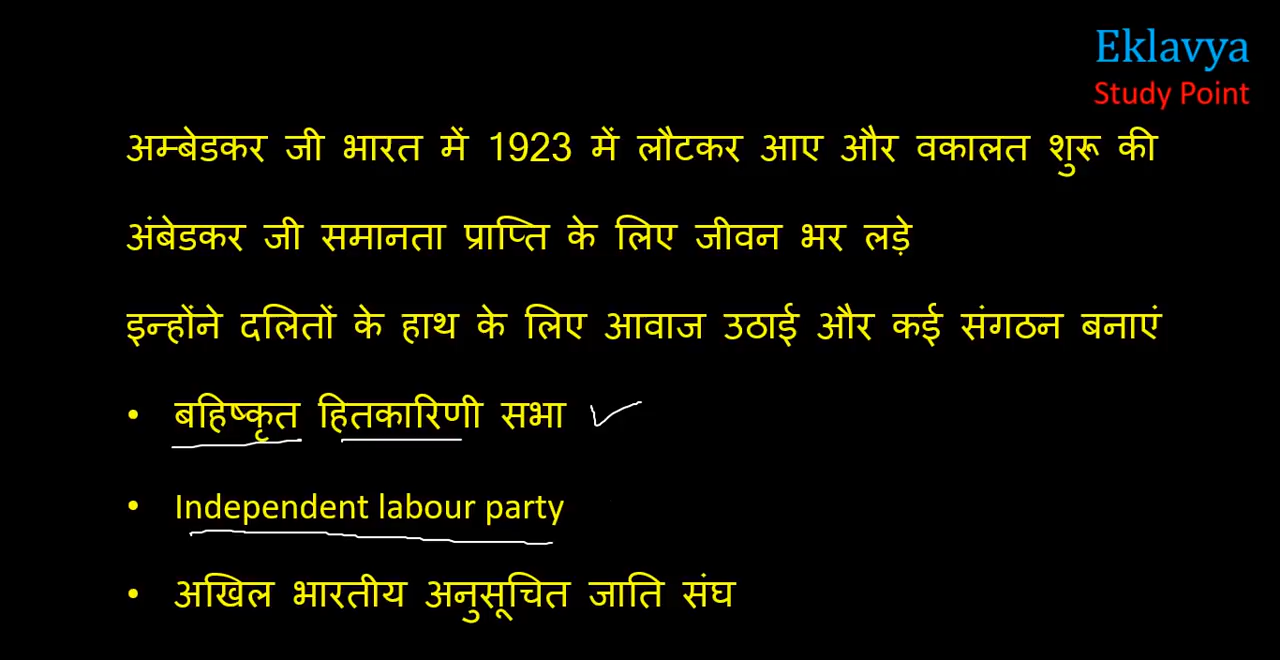 Eklavya
Study Point
अम्बेडकर जी भारत में 1923 में लौटकर आए और वकालत शुरू की
अंबेडकर जी समानता प्राप्ति के लिए जीवन भर लड़े
इन्होंने दलितों के हाथ के लिए आवाज उठाई और कई संगठन बनाएं
• बहिष्कृत हितकारिणी सभा
• Independent labour party
• अखिल भारतीय अनुसूचित जाति संघ